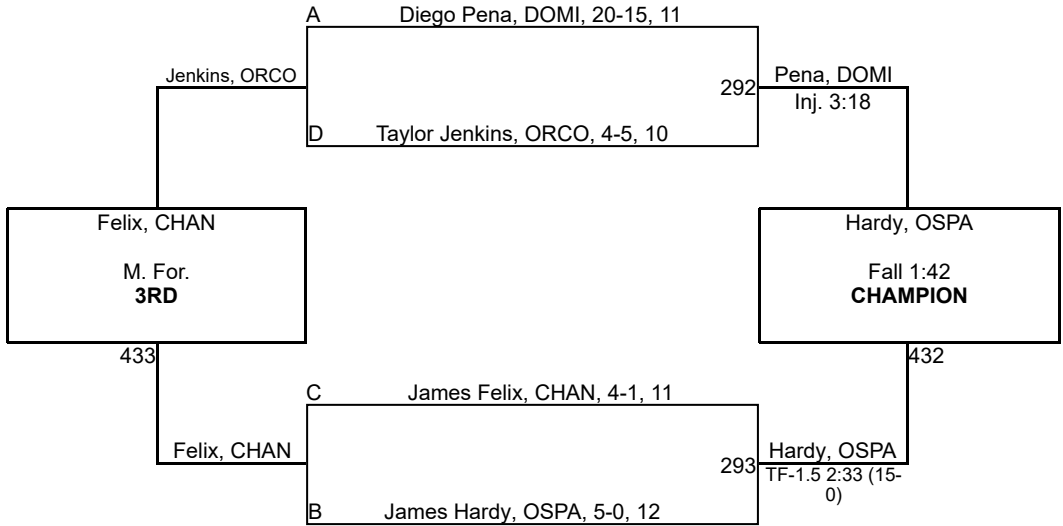 A Diego Pena, DOMI, 20-15, 11
Jenkins, ORCO
292
Pena, DOMI
Inj. 3:18
D Taylor Jenkins, ORCO, 4-5, 10
Felix, CHAN
M. For.
3RD
433
Hardy, OSPA
Fall 1:42
CHAMPION
432
C James Felix, CHAN, 4-1, 11
Felix, CHAN
293
Hardy, OSPA
TF-1.5 2:33 (15-
0)
B James Hardy, OSPA, 5-0, 12